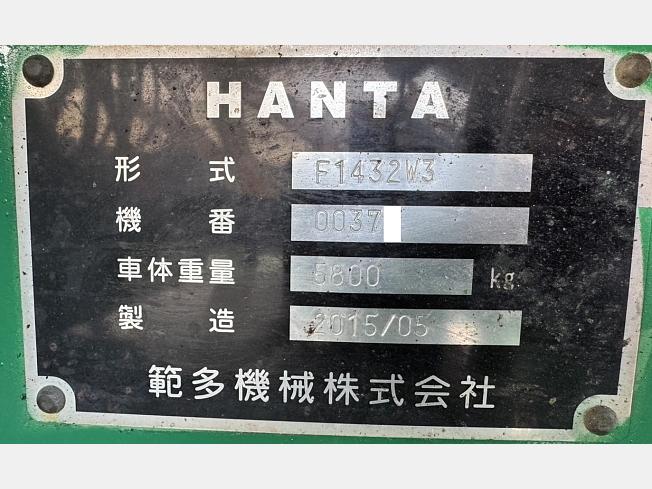 HANTA
形式 F1432W3
機番 0037
車体重量 5800 kg
製造 2015/05
範多機械株式会社